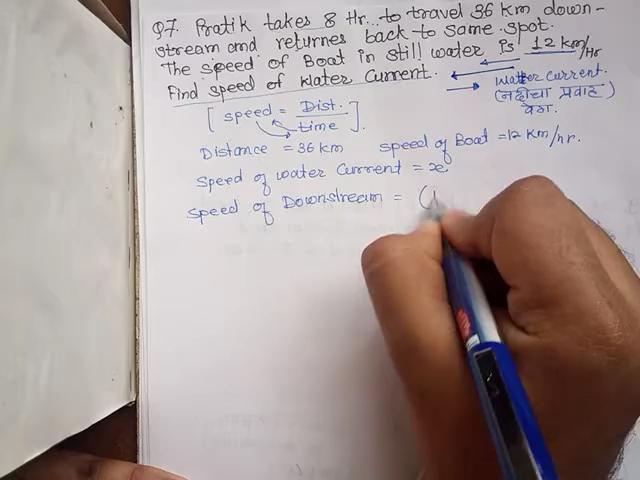 Q7. Pratik takes 8 Hr... to travel 36 km down-
stream and returnes back to same spot.
The speed of Boat in still water is 12 km/Hr
Find speed of Water Current.
Water Current.
(नदीचा प्रवाह)
वेग.
[speed = Dist. / time].
Distance = 36 km speed of Boat = 12 km/hr.
Speed of water Current = x
Speed of Downstream = (